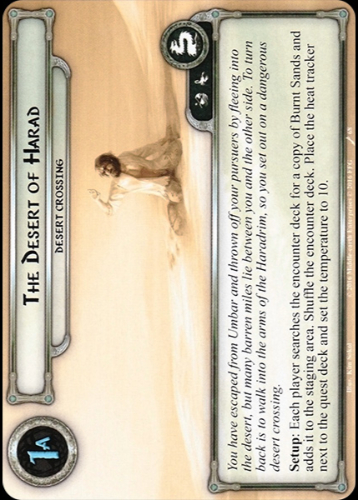 1A
THE DESERT OF HARAD
DESERT CROSSING
You have escaped from Umbar and thrown off your pursuers by fleeing into
the desert, but many barren miles lie between you and the other side. To turn
back is to walk into the arms of the Haradrim, so you set out on a dangerous
desert crossing.
Setup: Each player searches the encounter deck for a copy of Burnt Sands and
adds it to the staging area. Shuffle the encounter deck. Place the heat tracker
next to the quest deck and set the temperature to 10.
Illus. Kim Sokol © 2016 Middle-earth Enterprises © 2016 FFG 68